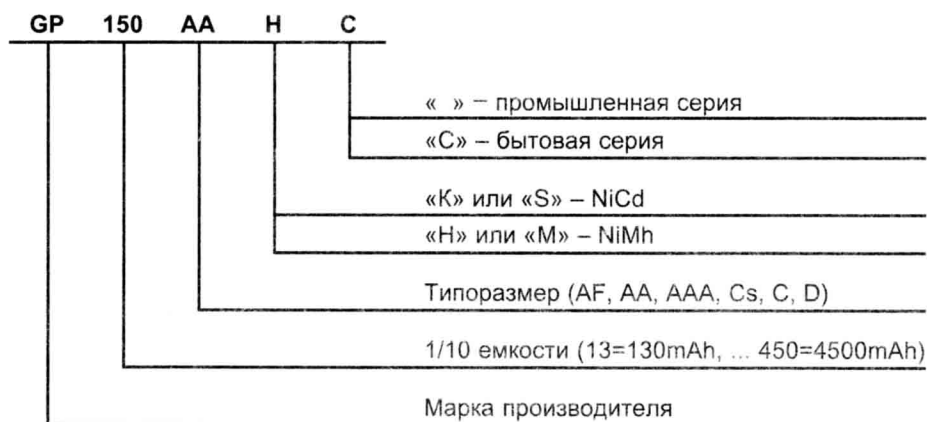 GP 150 AA H C
« » – промышленная серия
«С» – бытовая серия
«К» или «S» – NiCd
«Н» или «М» – NiMh
Типоразмер (AF, AA, AAA, Cs, C, D)
1/10 емкости (13=130mAh, ... 450=4500mAh)
Марка производителя